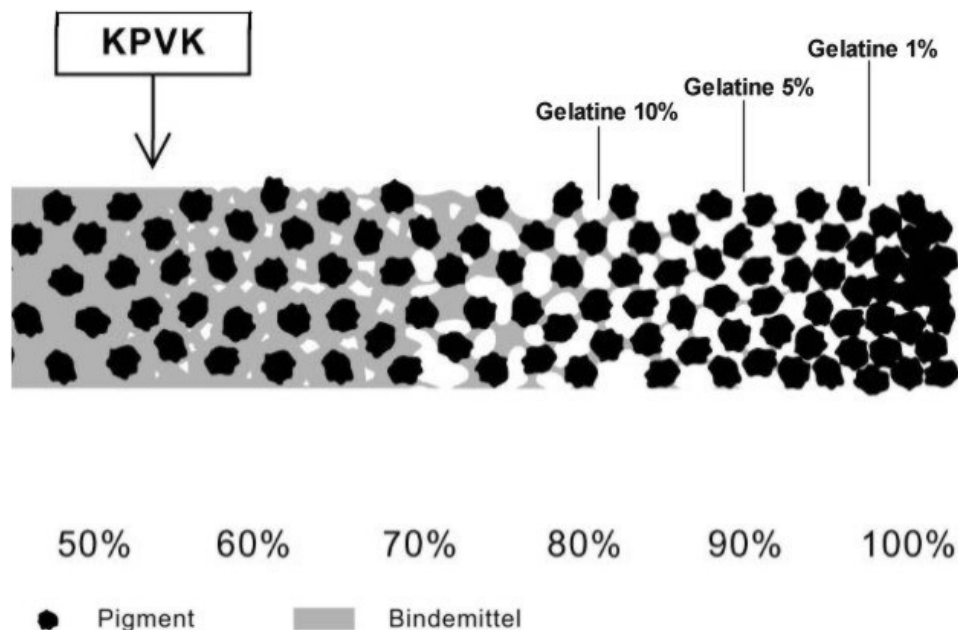 KPVK
Gelatine 1%
Gelatine 5%
Gelatine 10%
50% 60% 70% 80% 90% 100%
Pigment Bindemittel